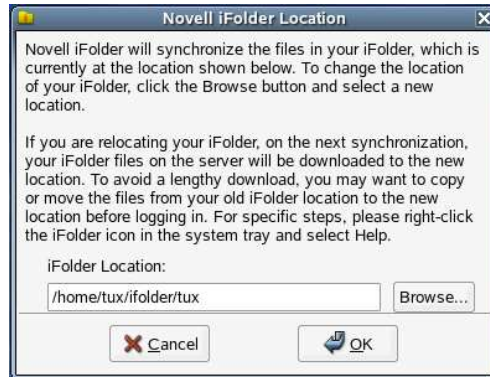 Novell iFolder Location
Novell iFolder will synchronize the files in your iFolder, which is
currently at the location shown below. To change the location
of your iFolder, click the Browse button and select a new
location.
If you are relocating your iFolder, on the next synchronization,
your iFolder files on the server will be downloaded to the new
location. To avoid a lengthy download, you may want to copy
or move the files from your old iFolder location to the new
location before logging in. For specific steps, please right-click
the iFolder icon in the system tray and select Help.
iFolder Location:
/home/tux/ifolder/tux Browse...
Cancel OK